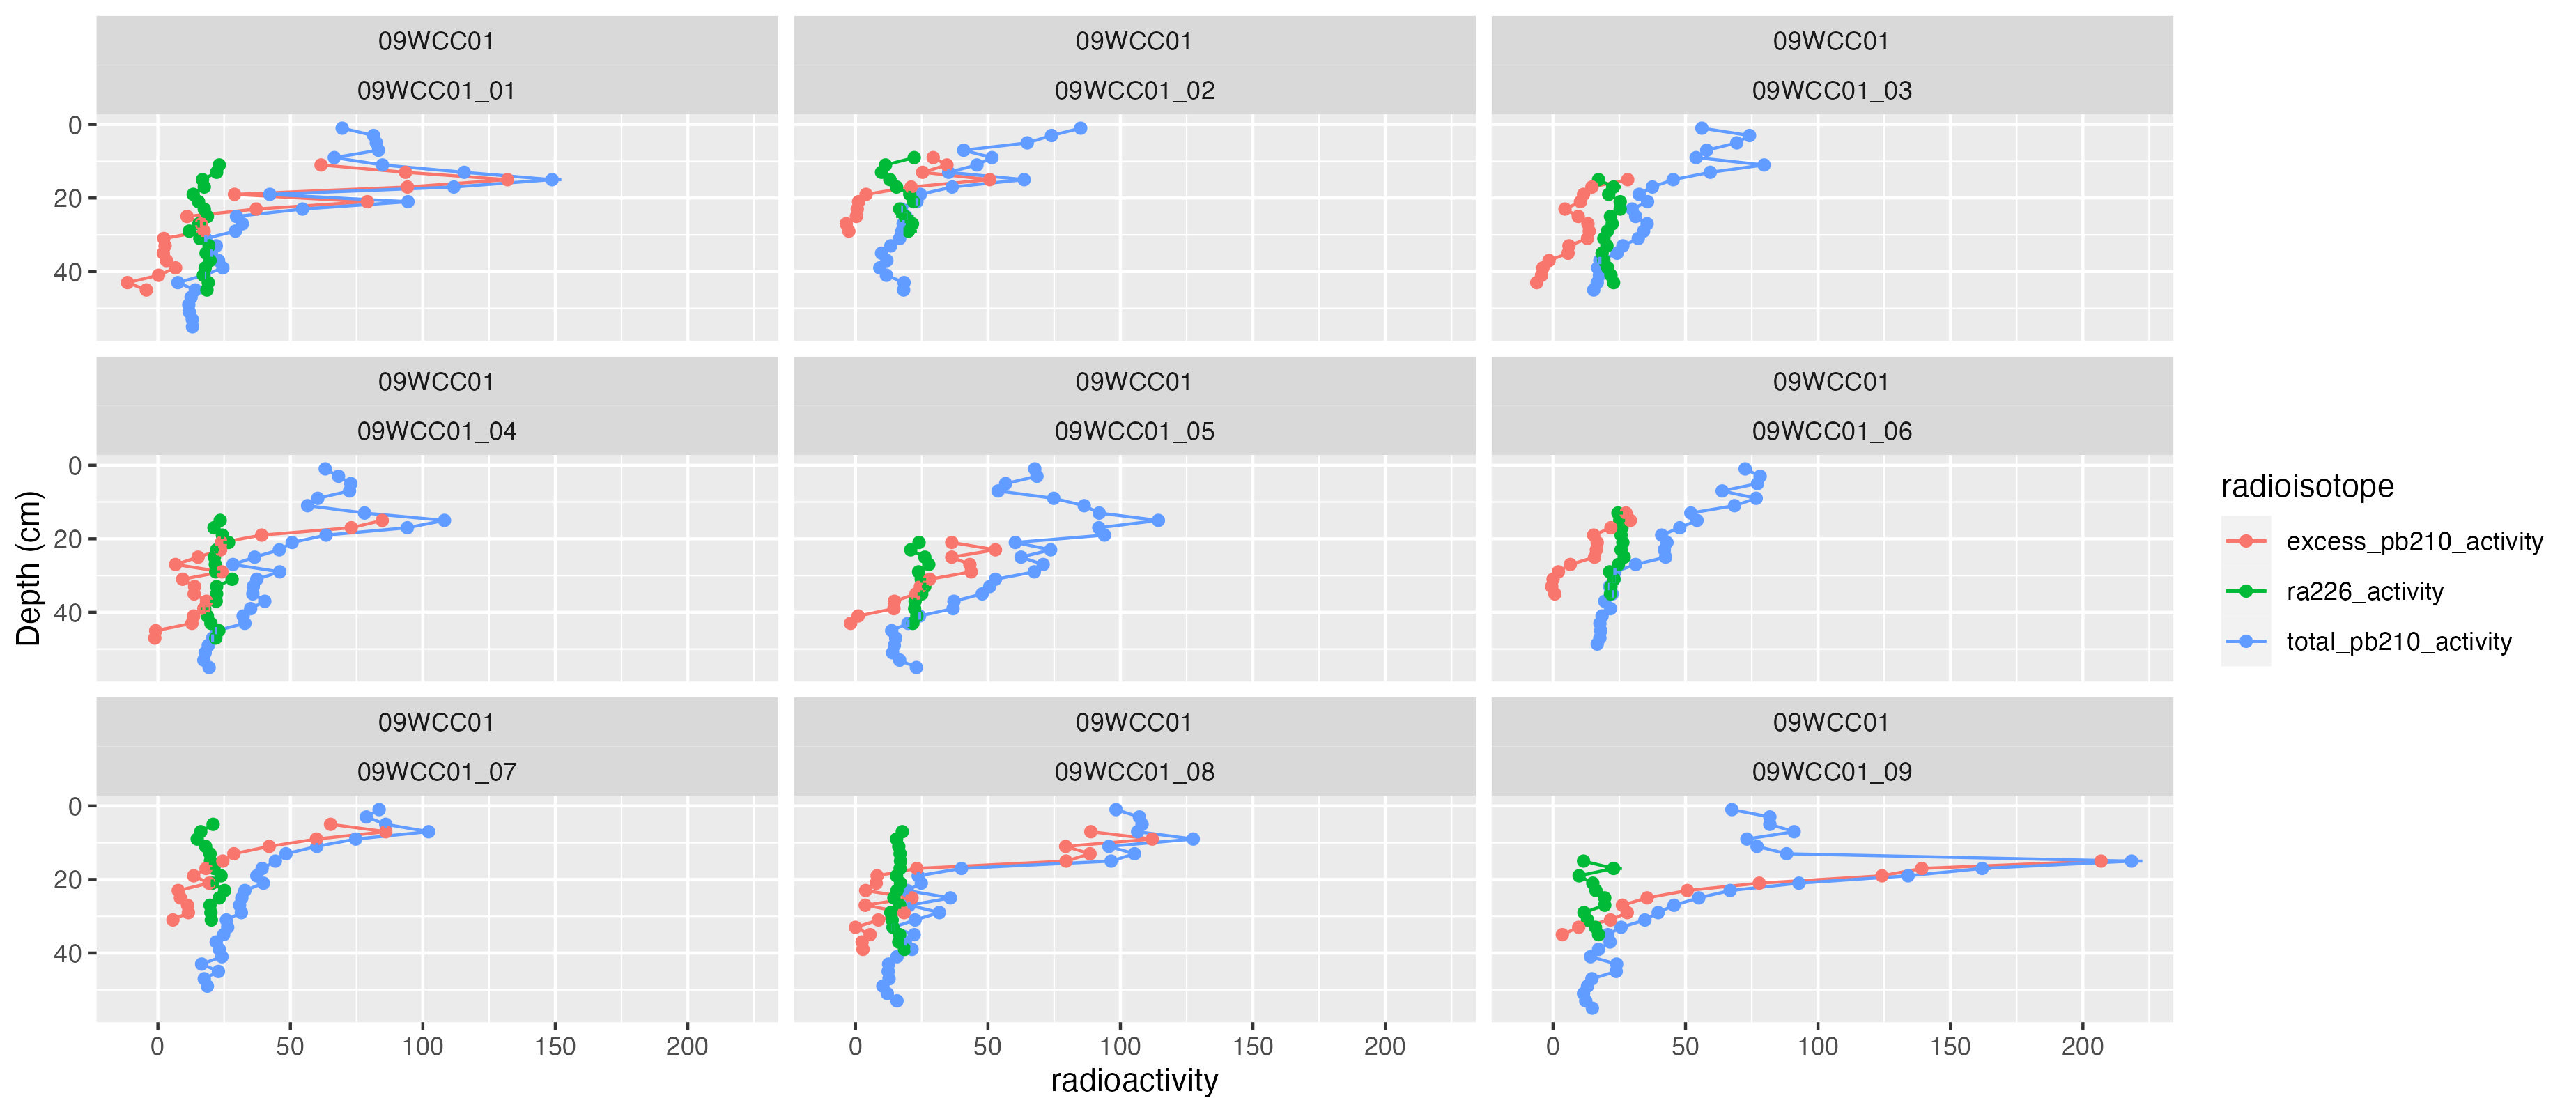 09WCC01
09WCC01_01
09WCC01
09WCC01_02
09WCC01
09WCC01_03
0
20
40
09WCC01
09WCC01_04
09WCC01
09WCC01_05
09WCC01
09WCC01_06
0
20
40
Depth (cm)
09WCC01
09WCC01_07
09WCC01
09WCC01_08
09WCC01
09WCC01_09
0
20
40
0 50 100 150 200
0 50 100 150 200
0 50 100 150 200
radioactivity
radioisotope
excess_pb210_activity
ra226_activity
total_pb210_activity